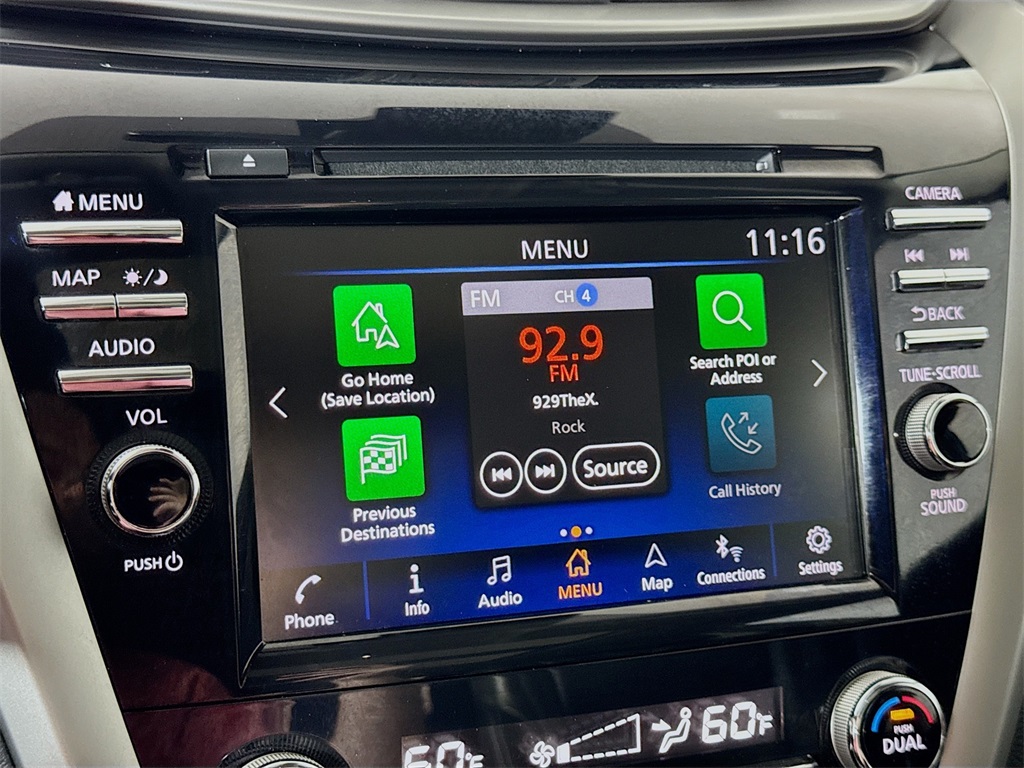 MENU
MAP
AUDIO
VOL
PUSH
MENU
11:16
Go Home
(Save Location)
Previous
Destinations
FM CH 4
92.9
FM
929TheX.
Rock
Source
Search POI or
Address
Call History
Phone
Info
Audio
MENU
Map
Connections
Settings
CAMERA
BACK
TUNE·SCROLL
PUSH
SOUND
60°F
60°F
PUSH
DUAL